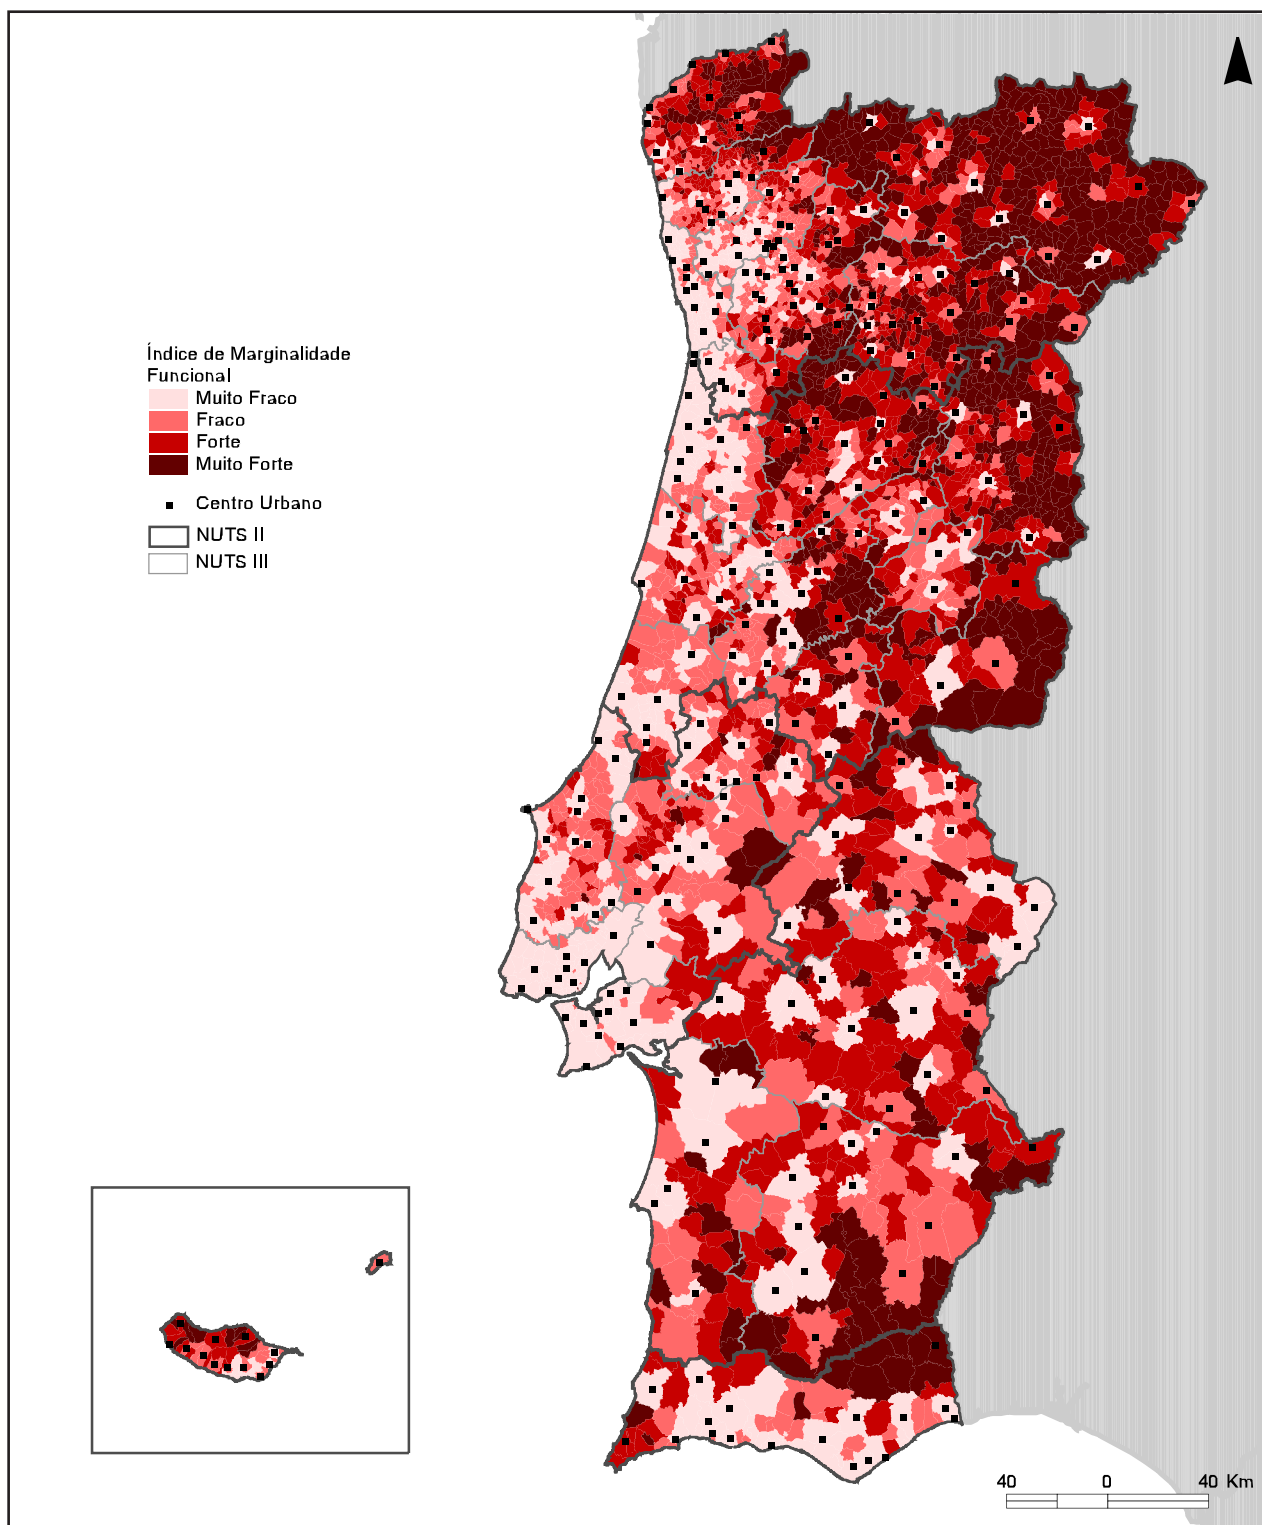 Índice de Marginalidade
Funcional
Muito Fraco
Fraco
Forte
Muito Forte
Centro Urbano
NUTS II
NUTS III
40 0 40 Km